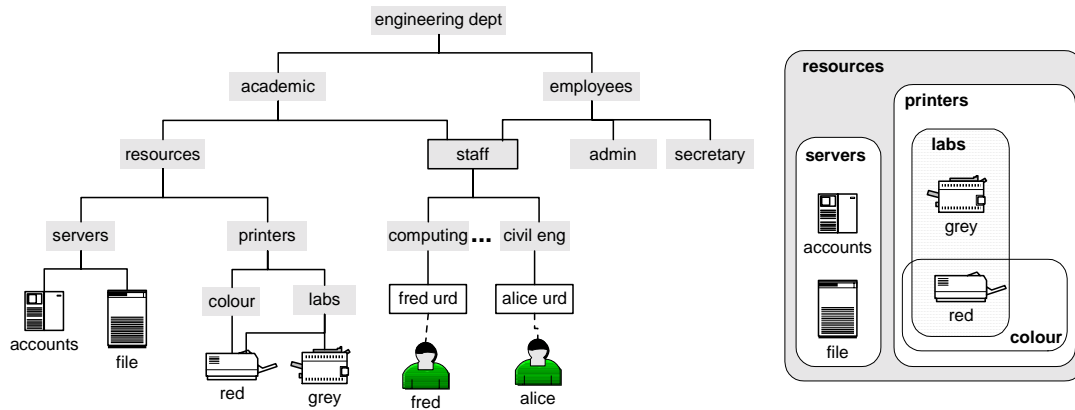 engineering dept
academic
employees
resources
staff
admin
secretary
servers
printers
computing
...
civil eng
colour
labs
fred urd
alice urd
accounts
file
red
grey
fred
alice
resources
printers
servers
labs
accounts
grey
file
red
colour